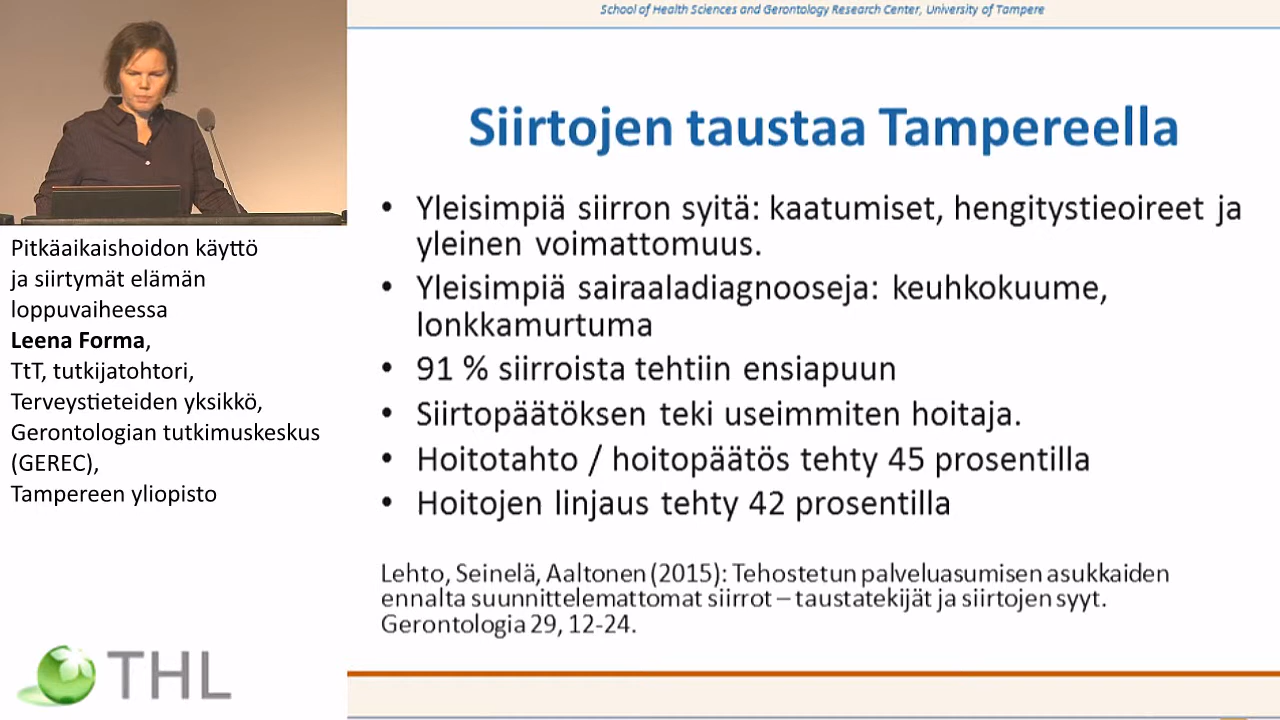 School of Health Sciences and Gerontology Research Center, University of Tampere
Siirtojen taustaa Tampereella
• Yleisimpiä siirron syitä: kaatumiset, hengitystieoireet ja
yleinen voimattomuus.
• Yleisimpiä sairaaladiagnooseja: keuhkokuume,
lonkkamurtuma
• 91 % siirroista tehtiin ensiapuun
• Siirtopäätöksen teki useimmiten hoitaja.
• Hoitotahto / hoitopäätös tehty 45 prosentilla
• Hoitojen linjaus tehty 42 prosentilla
Lehto, Seinelä, Aaltonen (2015): Tehostetun palveluasumisen asukkaiden
ennalta suunnittelemattomat siirrot – taustatekijät ja siirtojen syyt.
Gerontologia 29, 12-24.
Pitkäaikaishoidon käyttö
ja siirtymät elämän
loppuvaiheessa
Leena Forma,
TtT, tutkijatohtori,
Terveystieteiden yksikkö,
Gerontologian tutkimuskeskus
(GEREC),
Tampereen yliopisto
THL